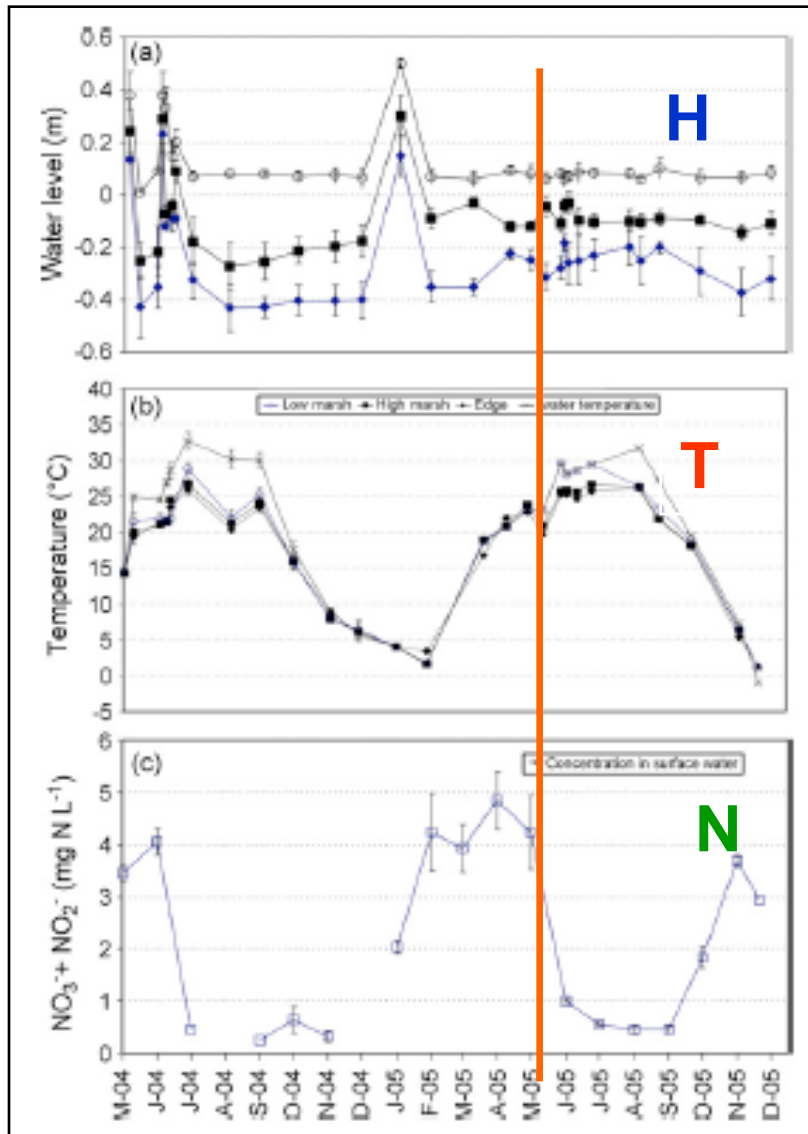 (a)
H
Water level (m)
0.6
0.4
0.2
0
-0.2
-0.4
-0.6
(b)
Low marsh High marsh Edge water temperature
T
Temperature (°C)
40
35
30
25
20
15
10
5
0
-5
(c)
Concentration in surface water
N
NO₃⁻+ NO₂⁻ (mg N L⁻¹)
6
5
4
3
2
1
0
M-04 J-04 J-04 A-04 S-04 O-04 N-04 D-04 J-05 F-05 M-05 A-05 M-05 J-05 J-05 A-05 S-05 O-05 N-05 D-05